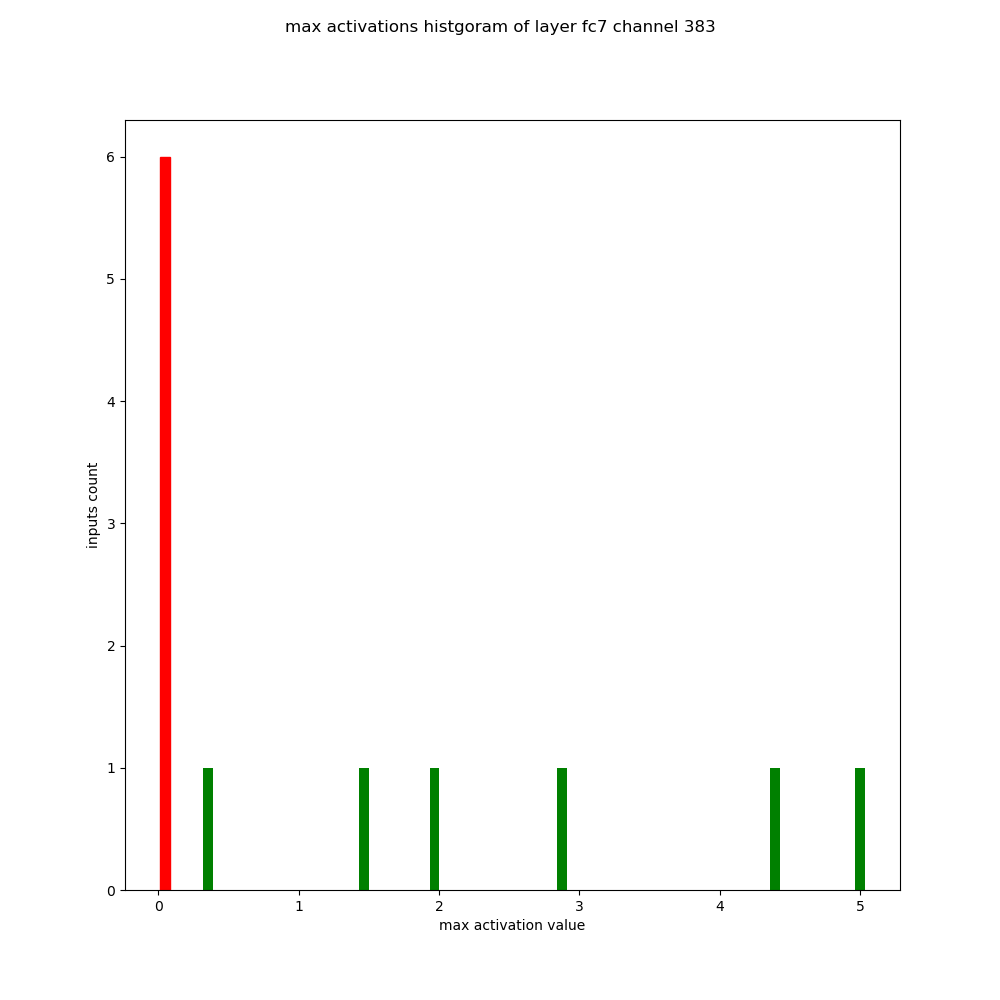 max activations histgoram of layer fc7 channel 383
6
5
4
3
2
1
0
inputs count
0 1 2 3 4 5
max activation value